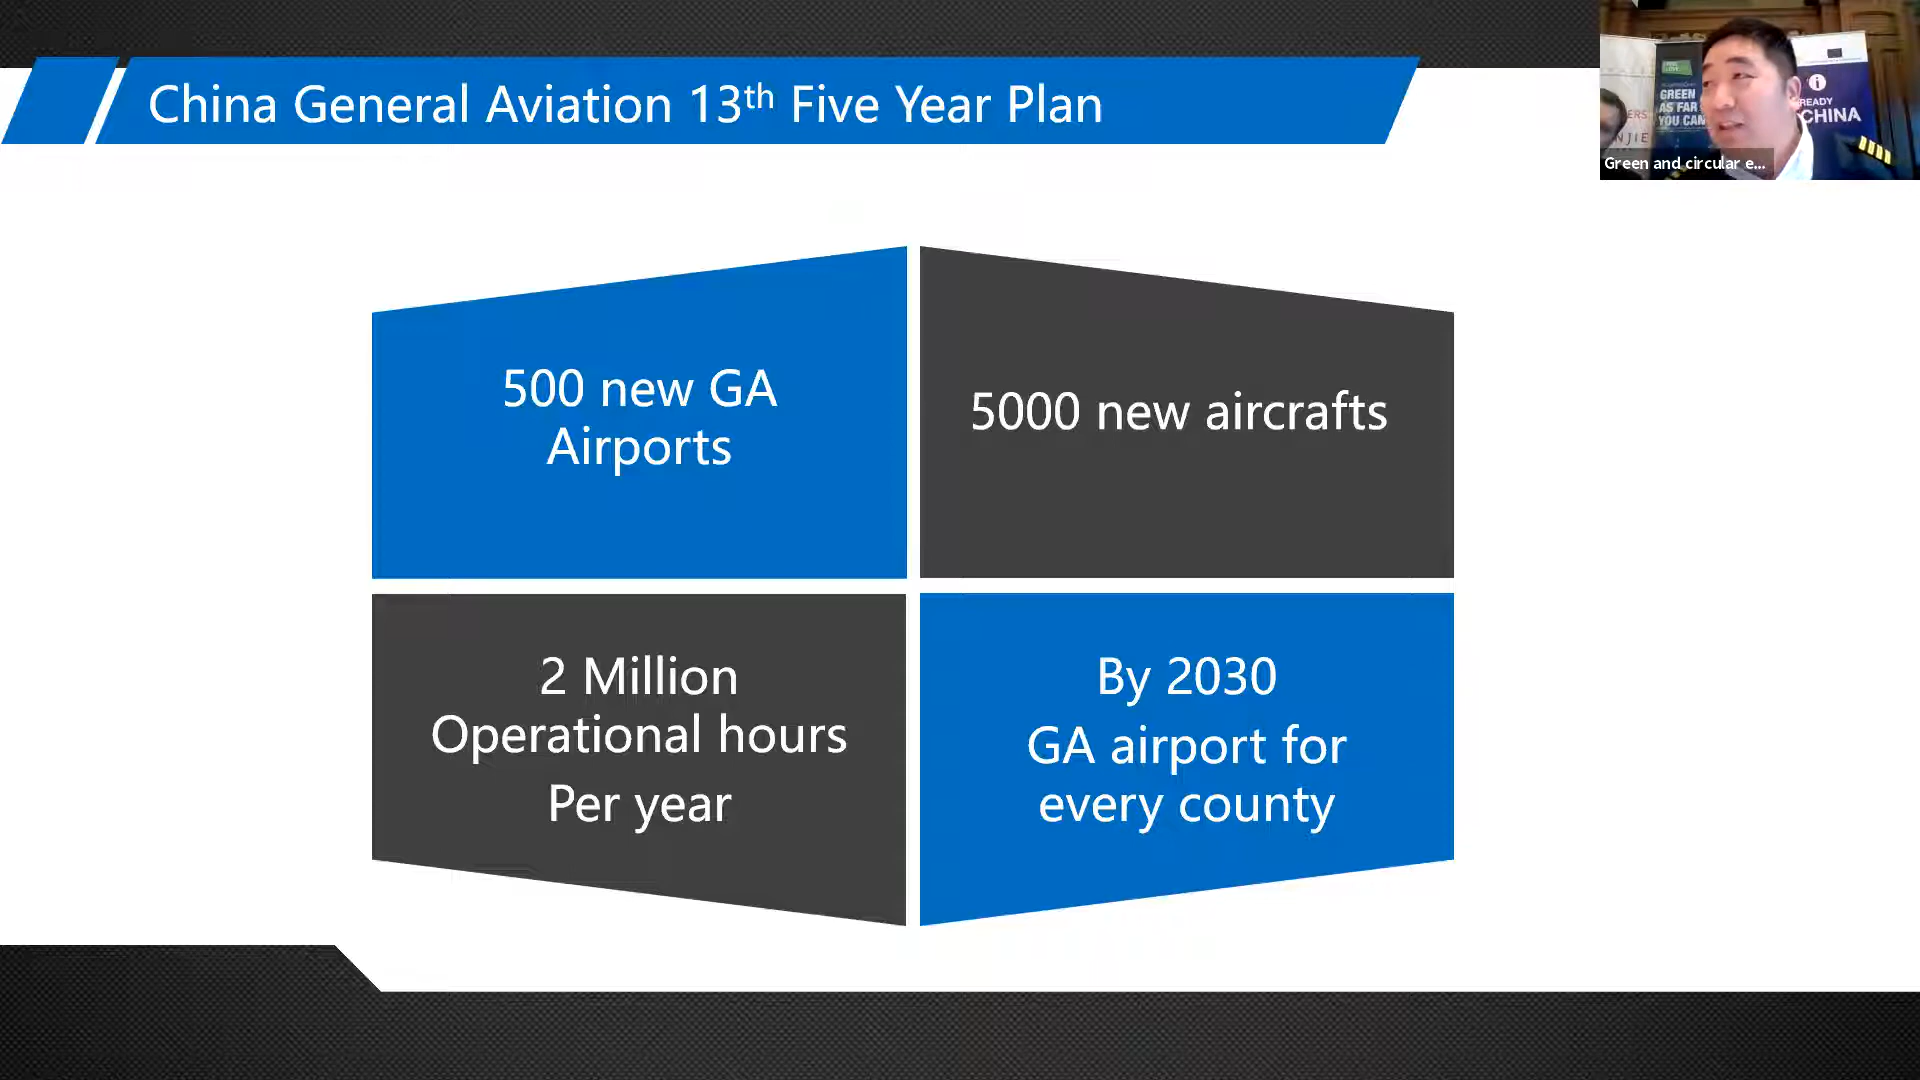 China General Aviation 13th Five Year Plan
500 new GA
Airports
5000 new aircrafts
2 Million
Operational hours
Per year
By 2030
GA airport for
every county
GREEN
AS FAR
YOU CAN
READY
CHINA
Green and circular e...